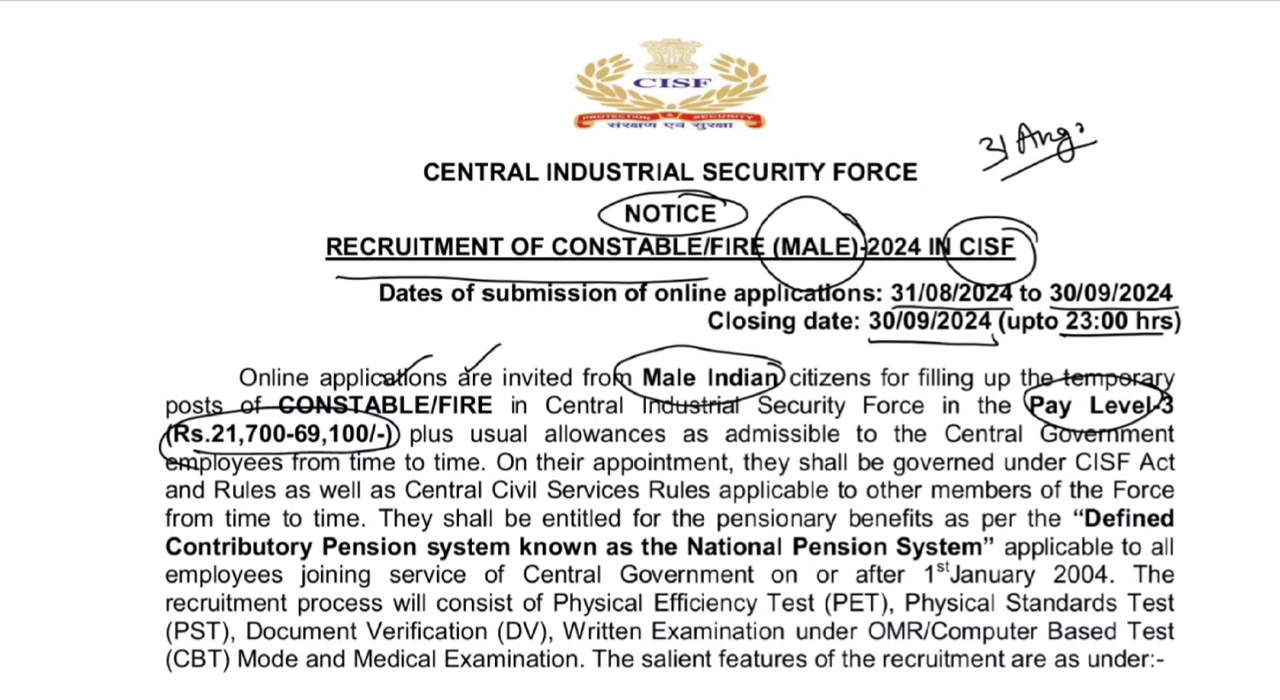 CISF
PROTECTION SECURITY
संरक्षण एवं सुरक्षा
31 Aug:
CENTRAL INDUSTRIAL SECURITY FORCE
NOTICE
RECRUITMENT OF CONSTABLE/FIRE (MALE)-2024 IN CISF
Dates of submission of online applications: 31/08/2024 to 30/09/2024
Closing date: 30/09/2024 (upto 23:00 hrs)
Online applications are invited from Male Indian citizens for filling up the temporary
posts of CONSTABLE/FIRE in Central Industrial Security Force in the Pay Level-3
(Rs.21,700-69,100/-) plus usual allowances as admissible to the Central Government
employees from time to time. On their appointment, they shall be governed under CISF Act
and Rules as well as Central Civil Services Rules applicable to other members of the Force
from time to time. They shall be entitled for the pensionary benefits as per the “Defined
Contributory Pension system known as the National Pension System” applicable to all
employees joining service of Central Government on or after 1st January 2004. The
recruitment process will consist of Physical Efficiency Test (PET), Physical Standards Test
(PST), Document Verification (DV), Written Examination under OMR/Computer Based Test
(CBT) Mode and Medical Examination. The salient features of the recruitment are as under:-